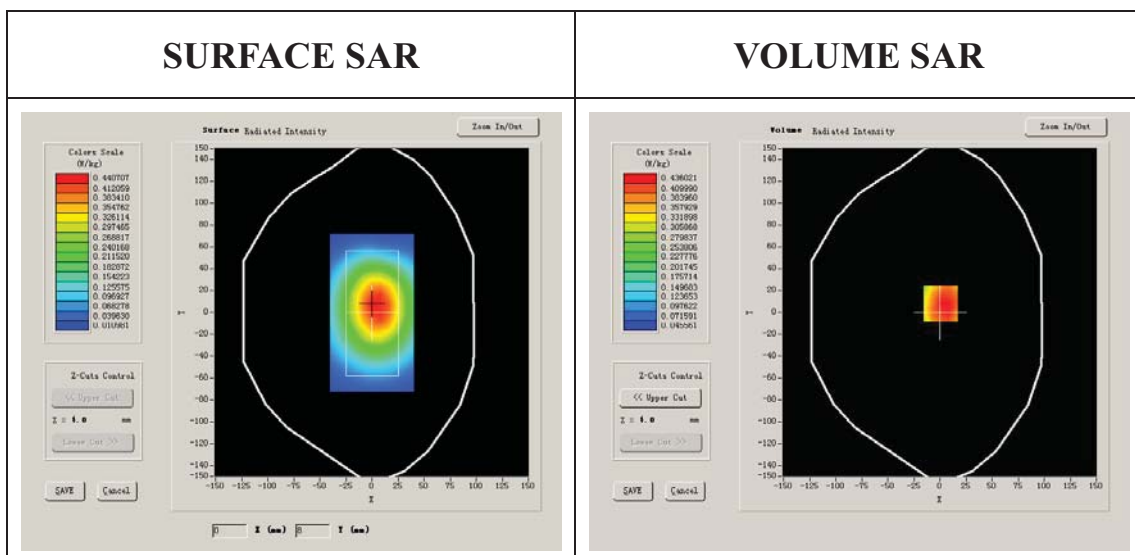 SURFACE SAR
VOLUME SAR
Surface Radiated Intensity
Zoom In/Out
Colors Scale
(W/kg)
0.440707
0.412059
0.383410
0.354762
0.326114
0.297465
0.268817
0.240168
0.211520
0.182872
0.154223
0.125575
0.096927
0.068278
0.039630
0.010981
Z-Cuts Control
<< Upper Cut
Z = 4.0 mm
Lower Cut >>
SAVE Cancel
150
120
100
80
60
40
20
0
-20
-40
-60
-80
-100
-120
-140
-150
Y
-150 -125 -100 -75 -50 -25 0 25 50 75 100 125 150
X
0 X (mm) 8 Y (mm)
Volume Radiated Intensity
Zoom In/Out
Colors Scale
(W/kg)
0.436021
0.409990
0.383960
0.357929
0.331898
0.305868
0.279837
0.253806
0.227776
0.201745
0.175714
0.149683
0.123653
0.097622
0.071591
0.045561
Z-Cuts Control
<< Upper Cut
Z = 4.0 mm
Lower Cut >>
SAVE Cancel
150
120
100
80
60
40
20
0
-20
-40
-60
-80
-100
-120
-140
-150
Y
-150 -125 -100 -75 -50 -25 0 25 50 75 100 125 150
X